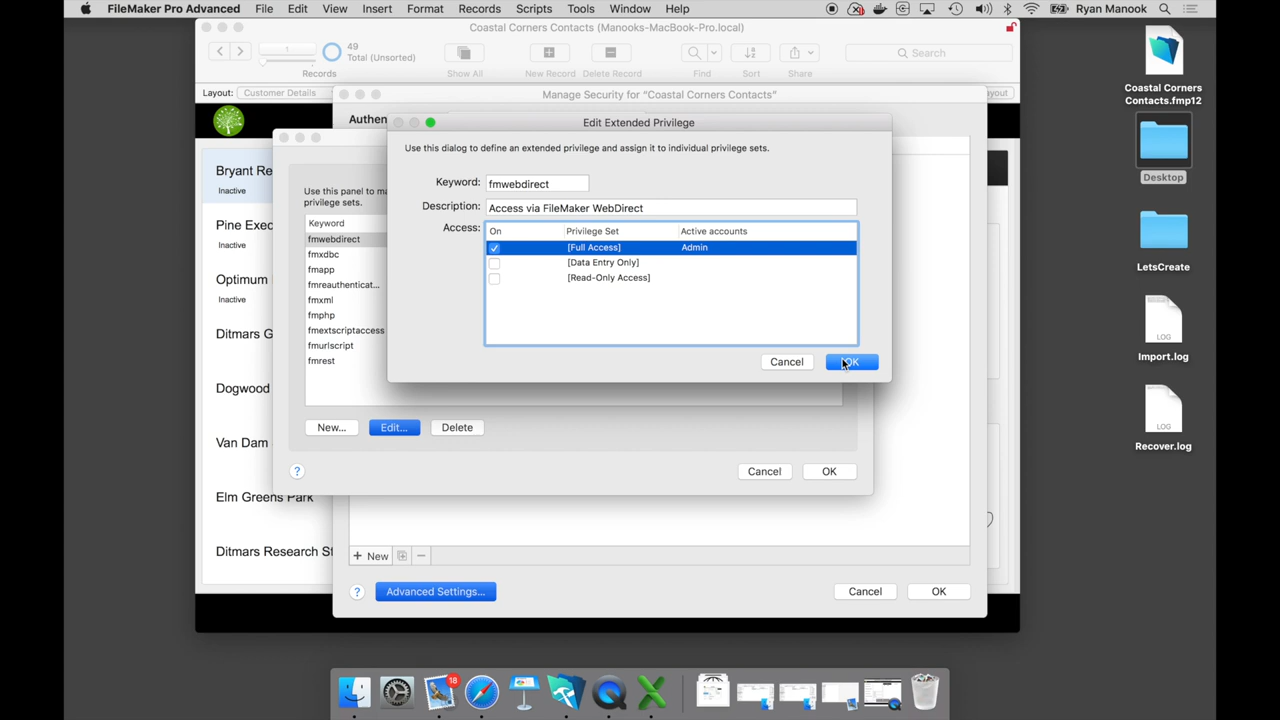 FileMaker Pro Advanced File Edit View Insert Format Records Scripts Tools Window Help Ryan Manook
Coastal Corners Contacts (Manooks-MacBook-Pro.local)
1
49
Total (Unsorted)
Search
Records
Show All
New Record
Delete Record
Find
Sort
Share
Layout:
Customer Details
Manage Security for "Coastal Corners Contacts"
Authen
Edit Extended Privilege
Use this dialog to define an extended privilege and assign it to individual privilege sets.
Keyword: fmwebdirect
Description: Access via FileMaker WebDirect
Access:
On Privilege Set Active accounts
[Full Access] Admin
[Data Entry Only]
[Read-Only Access]
Cancel
OK
Use this panel to ma
privilege sets.
Keyword
fmwebdirect
fmxdbc
fmapp
fmreauthenticat...
fmxml
fmphp
fmextscriptaccess
fmurlscript
fmrest
New...
Edit...
Delete
?
Cancel
OK
Bryant Re
Inactive
Pine Exec
Inactive
Optimum
Inactive
Ditmars G
Dogwood
Van Dam
Elm Greens Park
Ditmars Research St
+ New
?
Advanced Settings...
Cancel
OK
Coastal Corners
Contacts.fmp12
Desktop
LetsCreate
LOG
Import.log
LOG
Recover.log
18